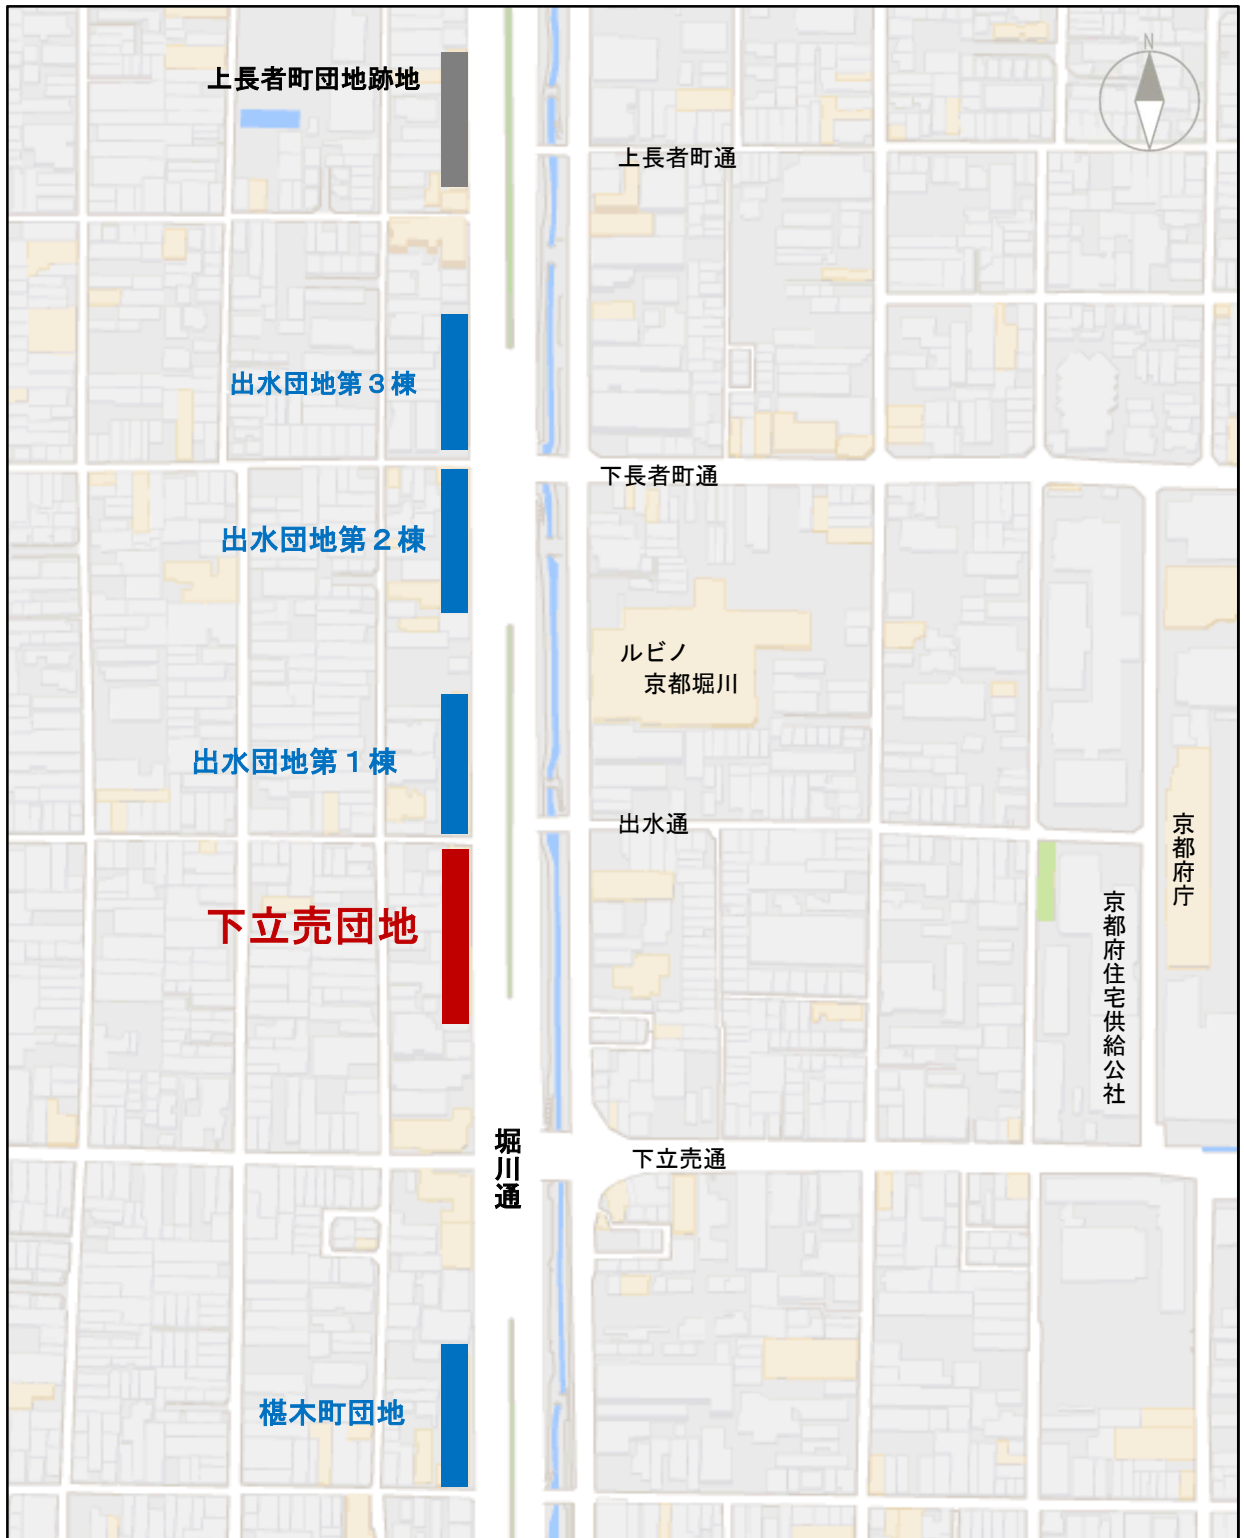 N
上長者町団地跡地
上長者町通
出水団地第３棟
下長者町通
出水団地第２棟
ルビノ
京都堀川
出水団地第１棟
出水通
京都府庁
下立売団地
京都府住宅供給公社
堀川通
下立売通
椹木町団地